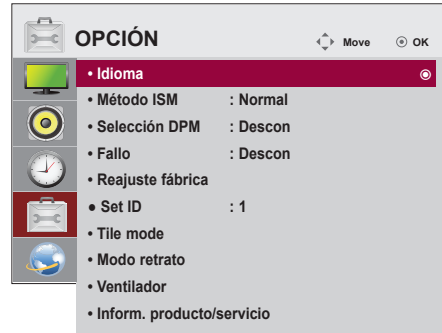 OPCIÓN Move OK
• Idioma
• Método ISM : Normal
• Selección DPM : Descon
• Fallo : Descon
• Reajuste fábrica
● Set ID : 1
• Tile mode
• Modo retrato
• Ventilador
• Inform. producto/servicio